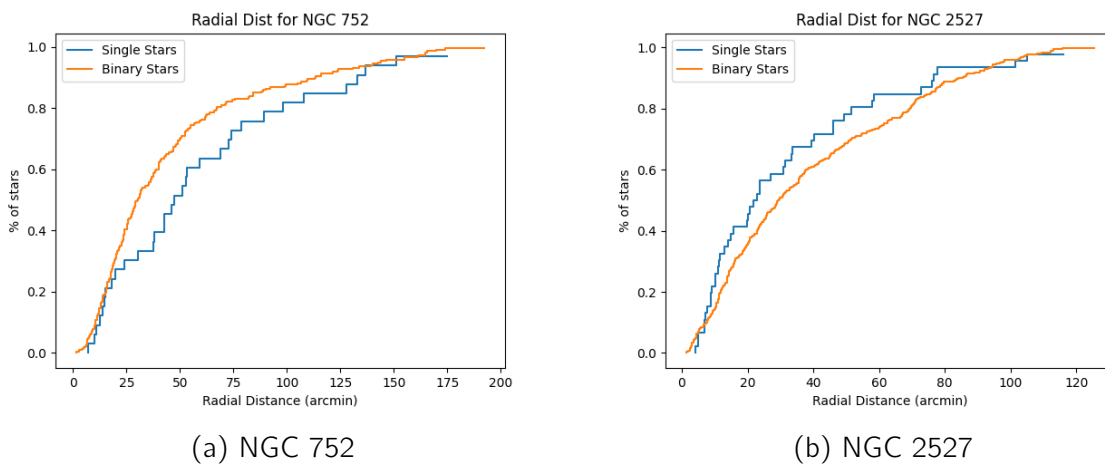 Radial Dist for NGC 752
Single Stars
Binary Stars
% of stars
1.0
0.8
0.6
0.4
0.2
0.0
0 25 50 75 100 125 150 175 200
Radial Distance (arcmin)
(a) NGC 752
Radial Dist for NGC 2527
Single Stars
Binary Stars
% of stars
1.0
0.8
0.6
0.4
0.2
0.0
0 20 40 60 80 100 120
Radial Distance (arcmin)
(b) NGC 2527